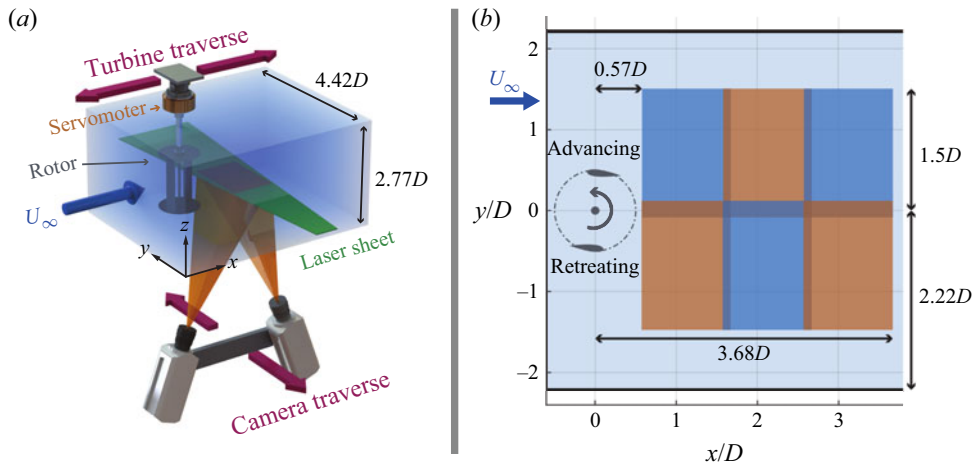 (a)
Turbine traverse
4.42D
Servomoter
Rotor
2.77D
U∞
z
y
x
Laser sheet
Camera traverse
(b)
2
0.57D
U∞
1
Advancing
1.5D
y/D
0
Retreating
−1
2.22D
3.68D
−2
0 1 2 3
x/D